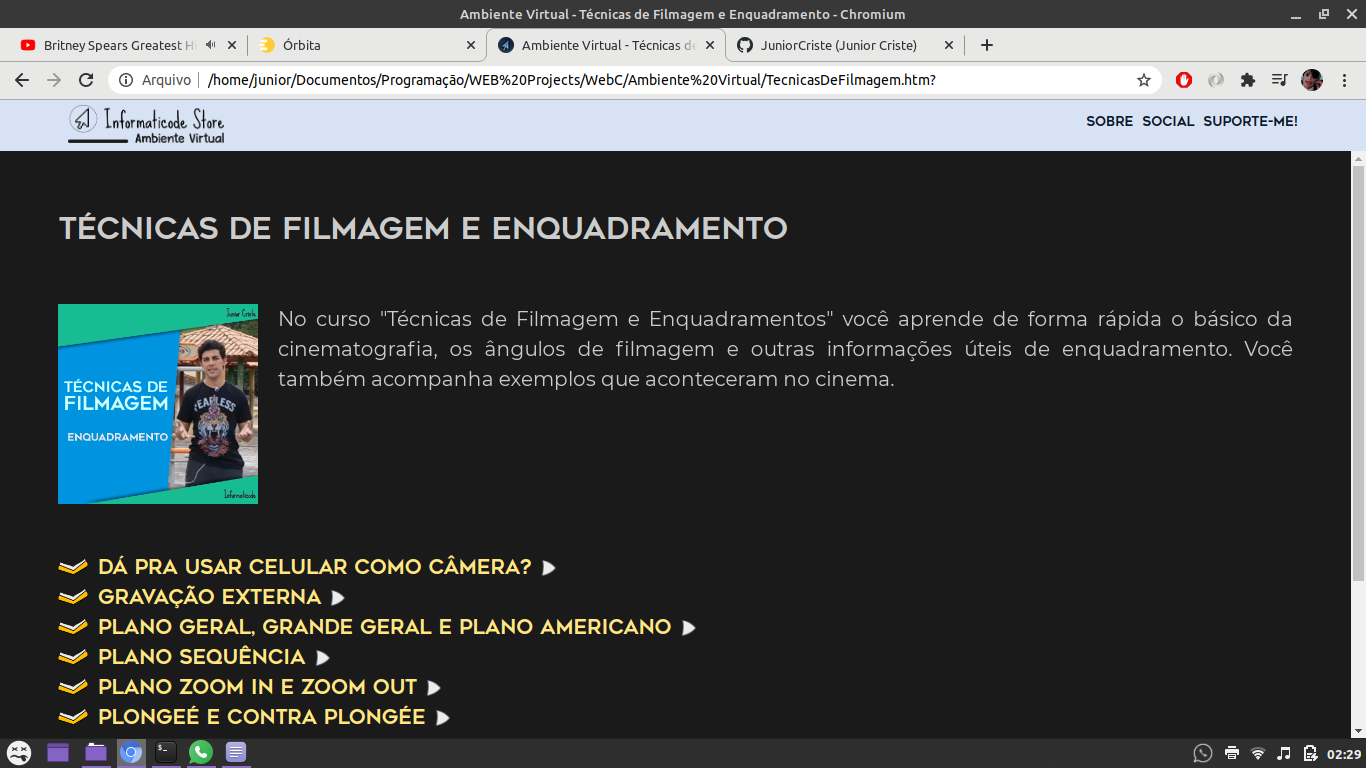 Ambiente Virtual - Técnicas de Filmagem e Enquadramento - Chromium
Britney Spears Greatest Hi
Órbita
Ambiente Virtual - Técnicas de
JuniorCriste (Junior Criste)
Arquivo
/home/junior/Documentos/Programação/WEB%20Projects/WebC/Ambiente%20Virtual/TecnicasDeFilmagem.htm?
Informaticode Store
Ambiente Virtual
SOBRE SOCIAL SUPORTE-ME!
TÉCNICAS DE FILMAGEM E ENQUADRAMENTO
Junior Criste
TÉCNICAS DE
FILMAGEM
ENQUADRAMENTO
FEARLESS
Informaticode
No curso "Técnicas de Filmagem e Enquadramentos" você aprende de forma rápida o básico da
cinematografia, os ângulos de filmagem e outras informações úteis de enquadramento. Você
também acompanha exemplos que aconteceram no cinema.
DÁ PRA USAR CELULAR COMO CÂMERA?
GRAVAÇÃO EXTERNA
PLANO GERAL, GRANDE GERAL E PLANO AMERICANO
PLANO SEQUÊNCIA
PLANO ZOOM IN E ZOOM OUT
PLONGEÉ E CONTRA PLONGÉE
02:29